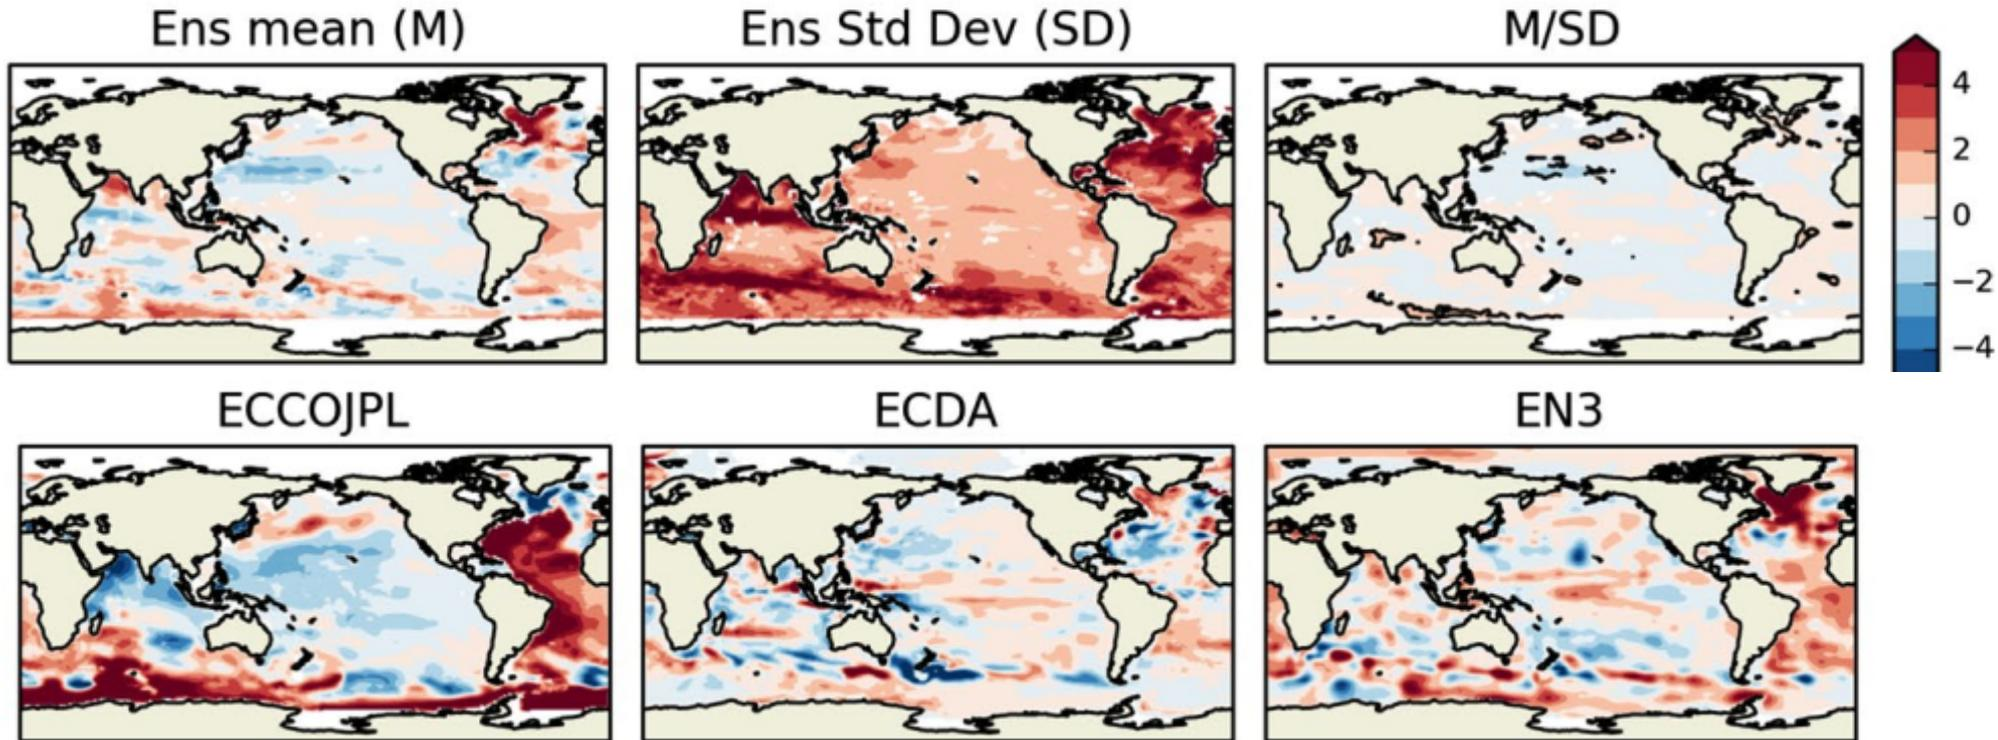 Ens mean (M)
Ens Std Dev (SD)
M/SD
4
2
0
−2
−4
ECCOJPL
ECDA
EN3